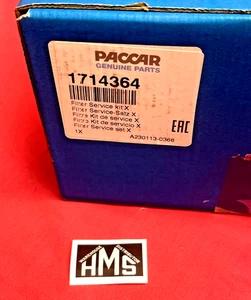 PACCAR
GENUINE PARTS
1714364
Filter Service kit X
Filter Service-Satz X
Filtre Kit de service X
Filtro Kit de servicio X
Filter Service set X
1X
EAC
A230113-0366
HMS